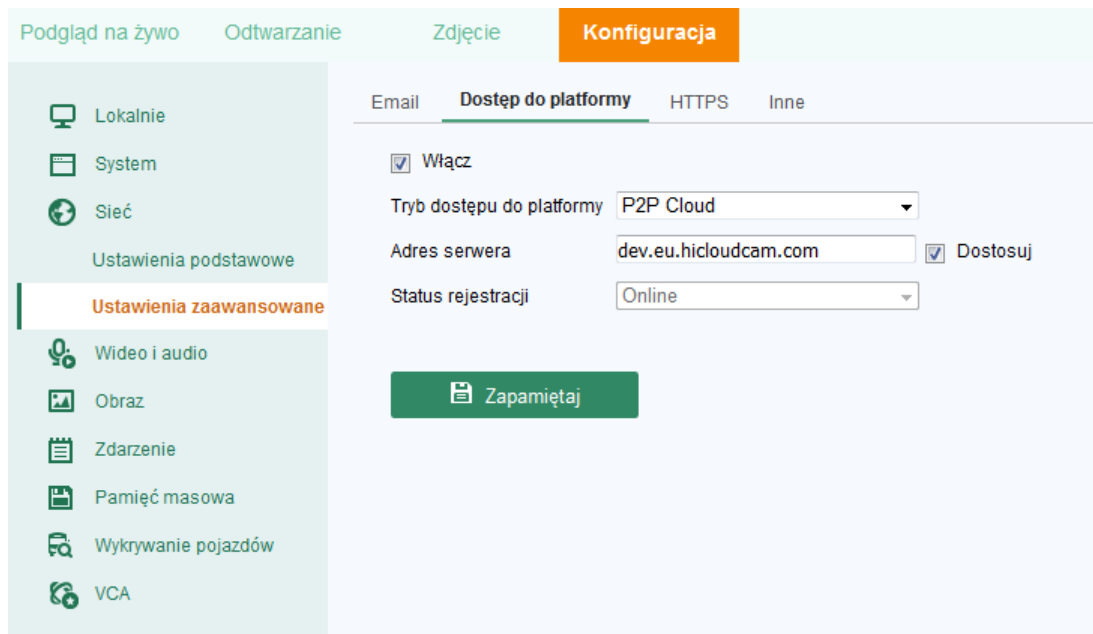 Podgląd na żywo Odtwarzanie Zdjęcie Konfiguracja
Lokalnie
System
Sieć
Ustawienia podstawowe
Ustawienia zaawansowane
Wideo i audio
Obraz
Zdarzenie
Pamięć masowa
Wykrywanie pojazdów
VCA
Email Dostęp do platformy HTTPS Inne
Włącz
Tryb dostępu do platformy P2P Cloud
Adres serwera dev.eu.hicloudcam.com Dostosuj
Status rejestracji Online
Zapamiętaj